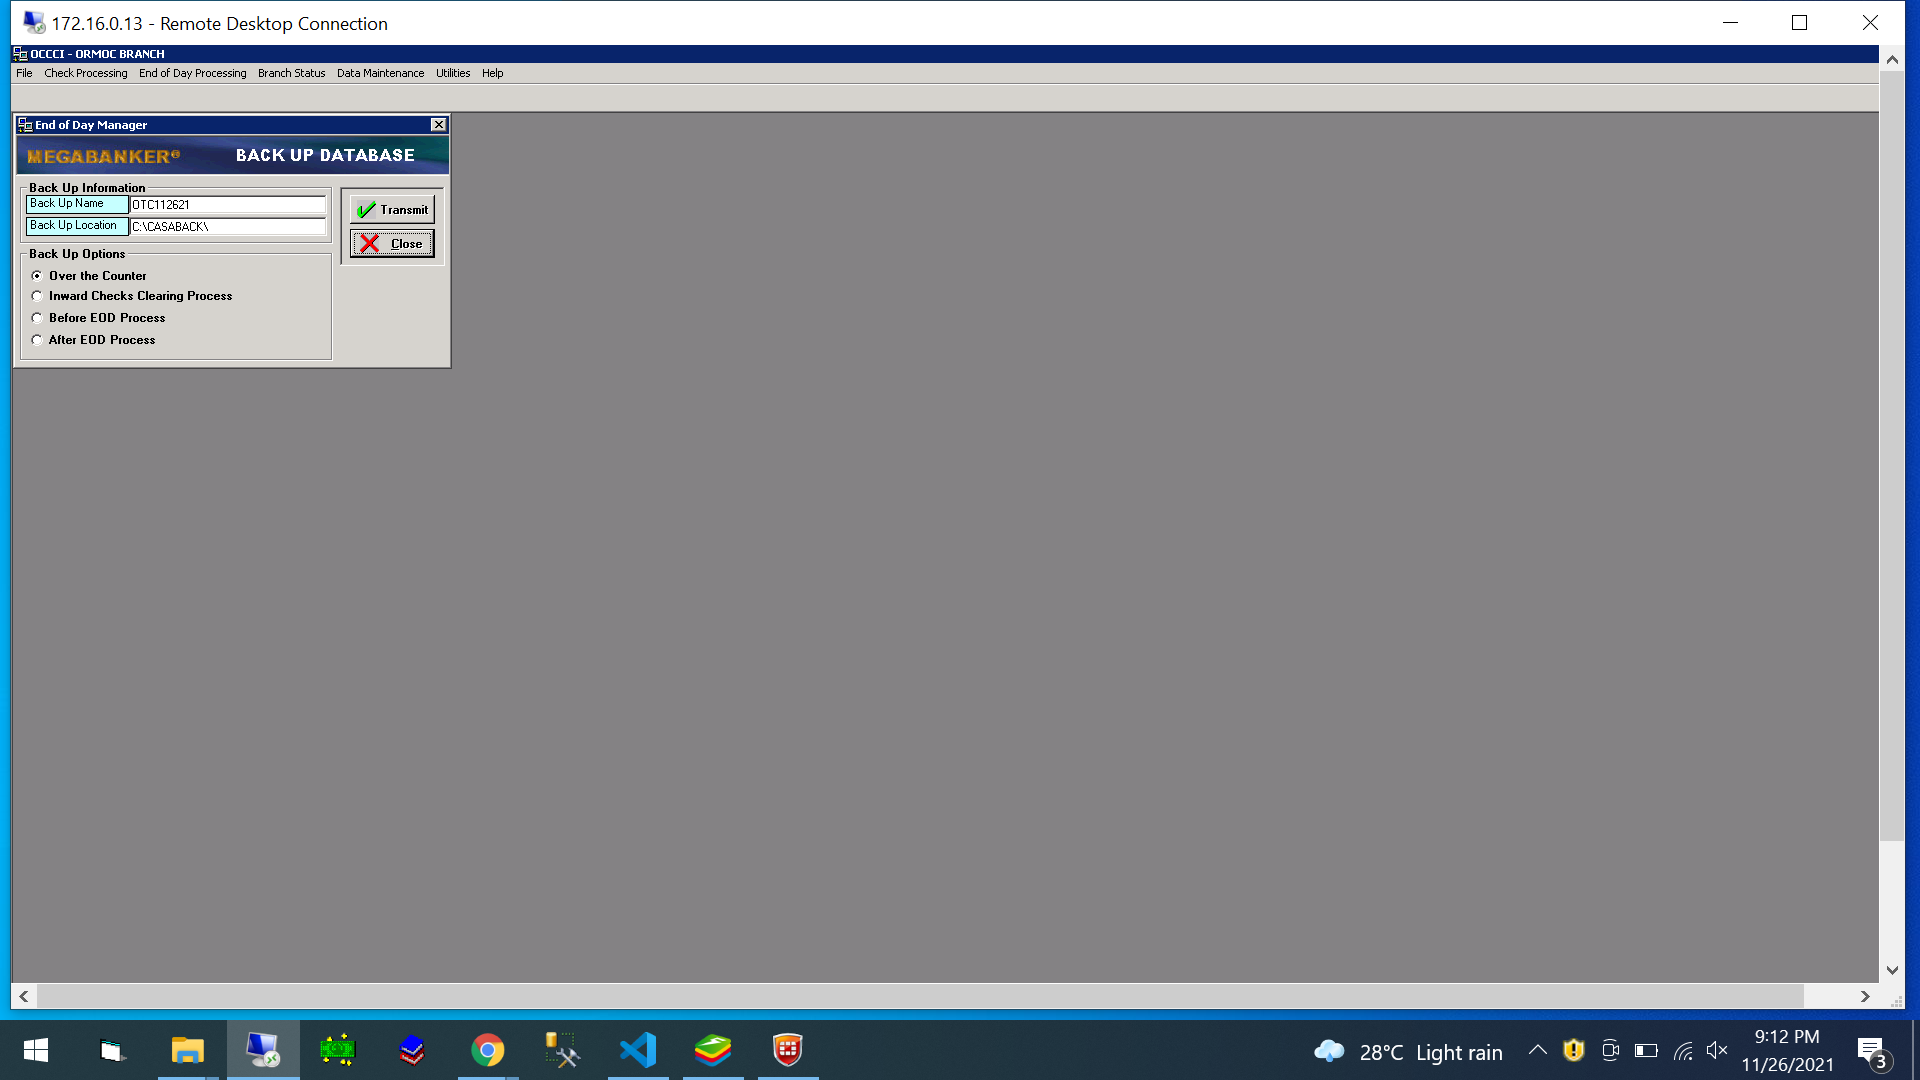 172.16.0.13 - Remote Desktop Connection
OCCCI - ORMOC BRANCH
File Check Processing End of Day Processing Branch Status Data Maintenance Utilities Help
End of Day Manager
MEGABANKER® BACK UP DATABASE
Back Up Information
Back Up Name OTC112621
Back Up Location C:\CASABACK\
Transmit
Close
Back Up Options
Over the Counter
Inward Checks Clearing Process
Before EOD Process
After EOD Process
28°C Light rain
9:12 PM
11/26/2021
3